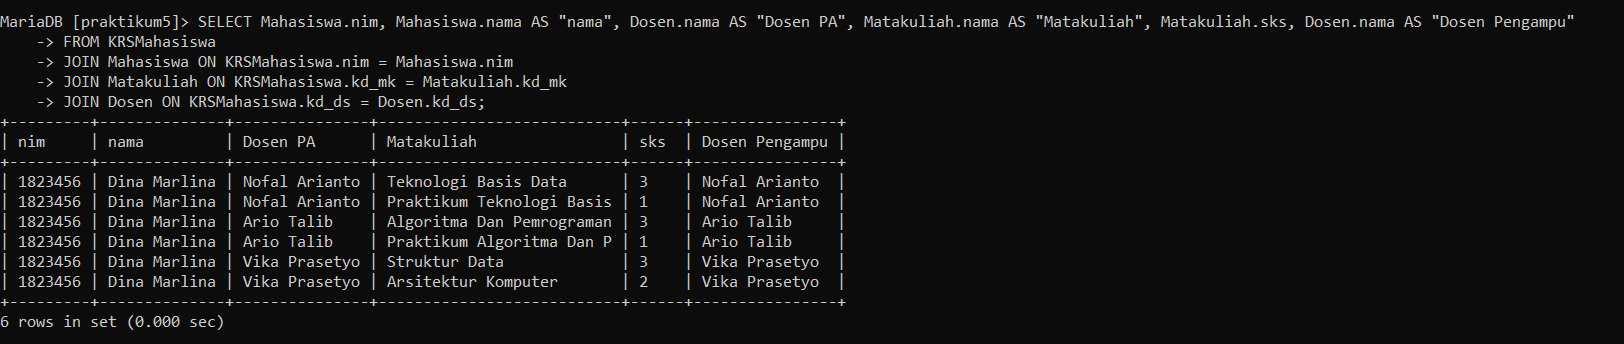 MariaDB [praktikum5]> SELECT Mahasiswa.nim, Mahasiswa.nama AS "nama", Dosen.nama AS "Dosen PA", Matakuliah.nama AS "Matakuliah", Matakuliah.sks, Dosen.nama AS "Dosen Pengampu"
    -> FROM KRSMahasiswa
    -> JOIN Mahasiswa ON KRSMahasiswa.nim = Mahasiswa.nim
    -> JOIN Matakuliah ON KRSMahasiswa.kd_mk = Matakuliah.kd_mk
    -> JOIN Dosen ON KRSMahasiswa.kd_ds = Dosen.kd_ds;
+---------+--------------+---------------+---------------------------+------+----------------+
| nim     | nama         | Dosen PA      | Matakuliah                | sks  | Dosen Pengampu |
+---------+--------------+---------------+---------------------------+------+----------------+
| 1823456 | Dina Marlina | Nofal Arianto | Teknologi Basis Data      | 3    | Nofal Arianto  |
| 1823456 | Dina Marlina | Nofal Arianto | Praktikum Teknologi Basis | 1    | Nofal Arianto  |
| 1823456 | Dina Marlina | Ario Talib    | Algoritma Dan Pemrograman | 3    | Ario Talib     |
| 1823456 | Dina Marlina | Ario Talib    | Praktikum Algoritma Dan P | 1    | Ario Talib     |
| 1823456 | Dina Marlina | Vika Prasetyo | Struktur Data             | 3    | Vika Prasetyo  |
| 1823456 | Dina Marlina | Vika Prasetyo | Arsitektur Komputer       | 2    | Vika Prasetyo  |
+---------+--------------+---------------+---------------------------+------+----------------+
6 rows in set (0.000 sec)